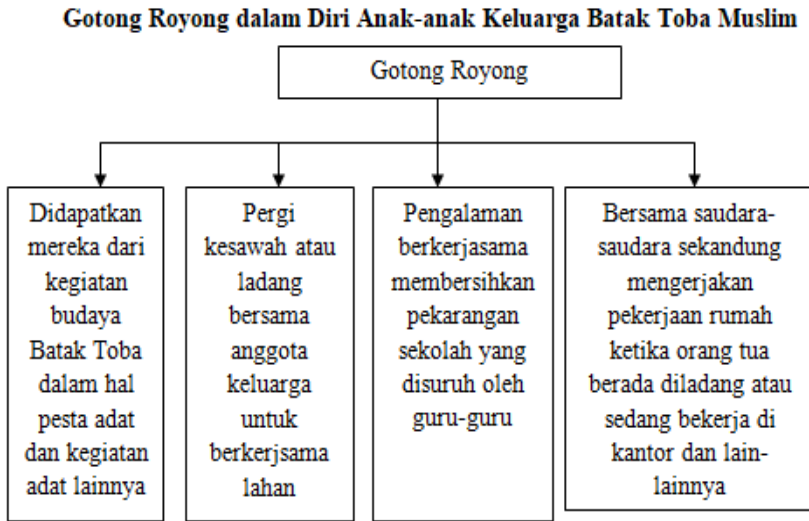 Gotong Royong dalam Diri Anak-anak Keluarga Batak Toba Muslim
Gotong Royong
Didapatkan
mereka dari
kegiatan
budaya
Batak Toba
dalam hal
pesta adat
dan kegiatan
adat lainnya
Pergi
kesawah atau
ladang
bersama
anggota
keluarga
untuk
berkerjsama
lahan
Pengalaman
berkerjasama
membersihkan
pekarangan
sekolah yang
disuruh oleh
guru-guru
Bersama saudara-
saudara sekandung
mengerjakan
pekerjaan rumah
ketika orang tua
berada diladang atau
sedang bekerja di
kantor dan lain-
lainnya